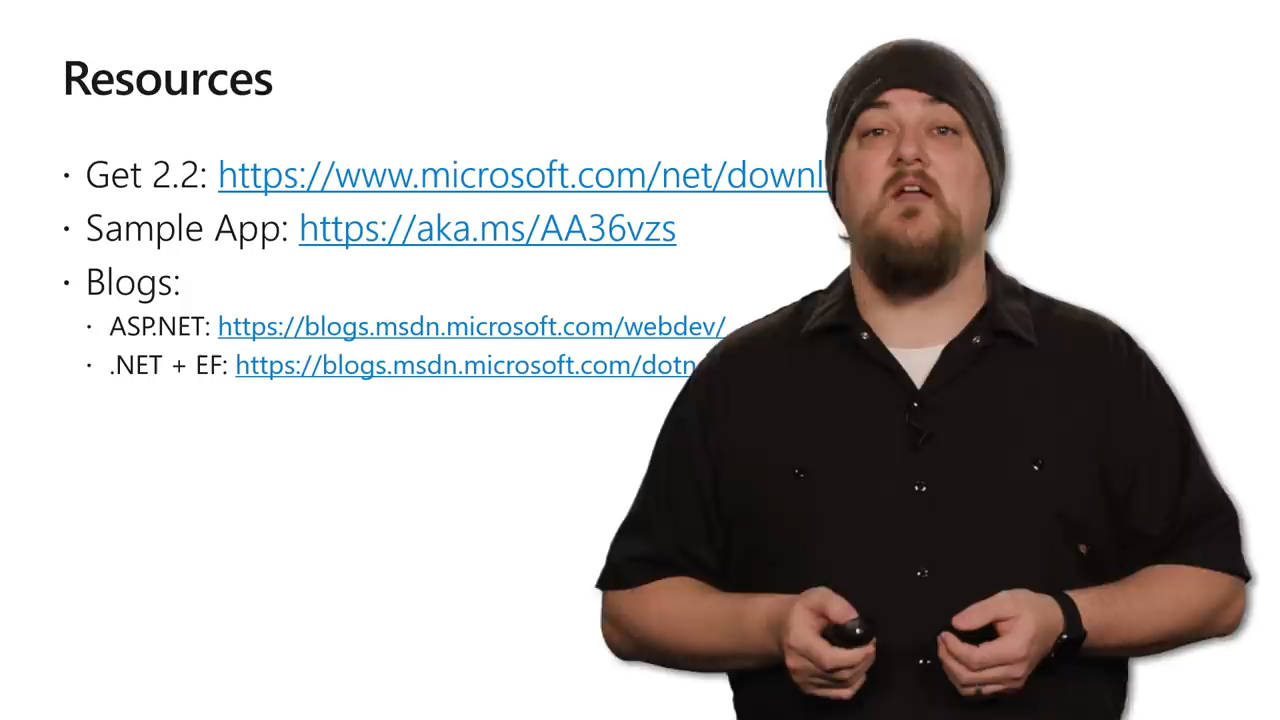 Resources
• Get 2.2: https://www.microsoft.com/net/downl
• Sample App: https://aka.ms/AA36vzs
• Blogs:
• ASP.NET: https://blogs.msdn.microsoft.com/webdev/
• .NET + EF: https://blogs.msdn.microsoft.com/dotn